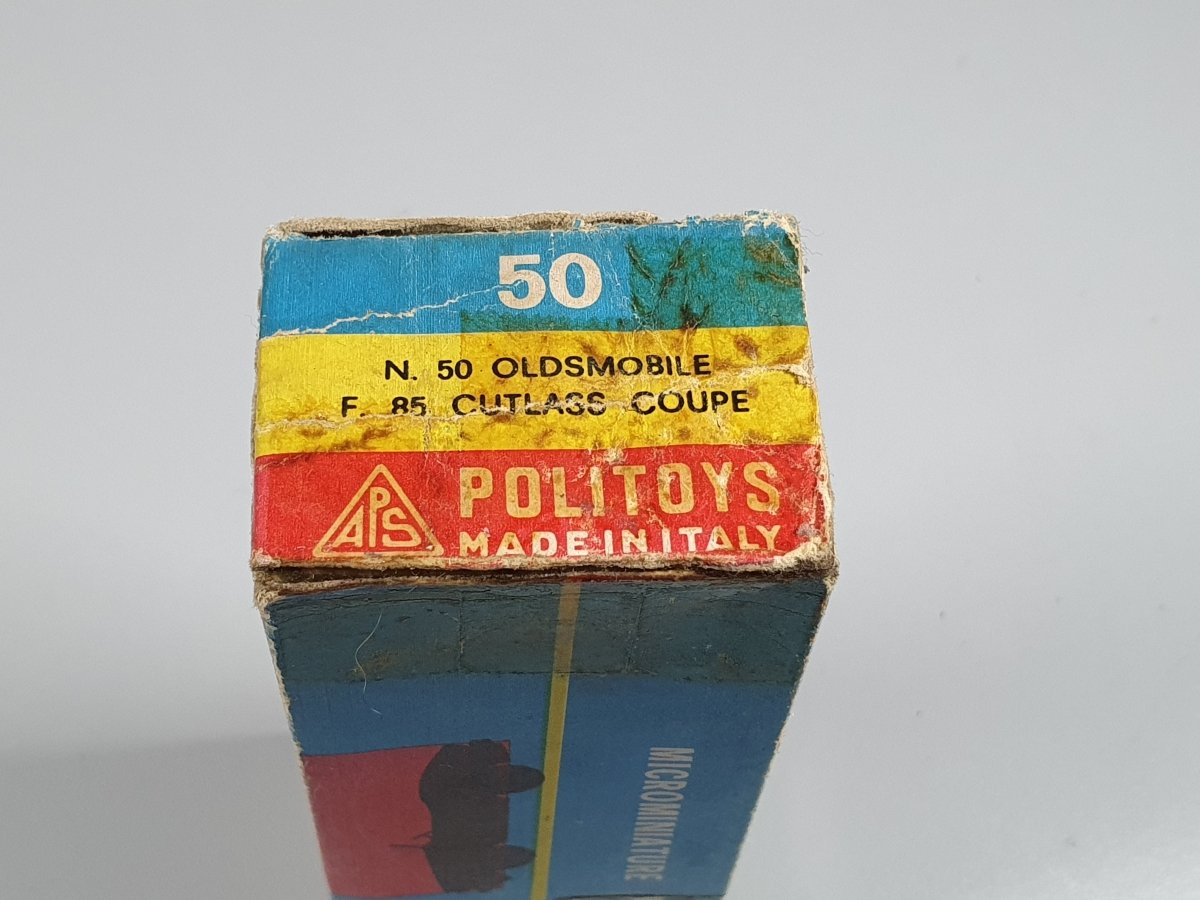 50
N. 50 OLDSMOBILE
F. 85 CUTLASS COUPE
APS
POLITOYS
MADE IN ITALY
MICROMINIATURE